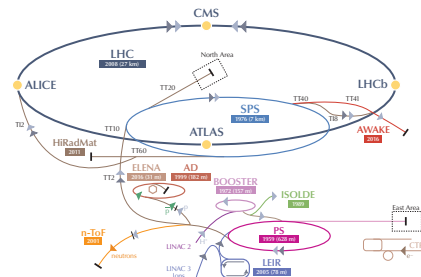 CMS
LHC
2008 (27 km)
North Area
ALICE
TT20
LHCb
SPS
1976 (7 km)
TT40
TT41
TI8
TI2
TT10
ATLAS
AWAKE
2016
HiRadMat
2011
TT60
ELENA
2016 (31 m)
AD
1999 (182 m)
TT2
BOOSTER
1972 (157 m)
ISOLDE
1989
p
East Area
n-ToF
2001
PS
1959 (628 m)
neutrons
LINAC 2
LINAC 3
Ions
LEIR
2005 (78 m)
e-